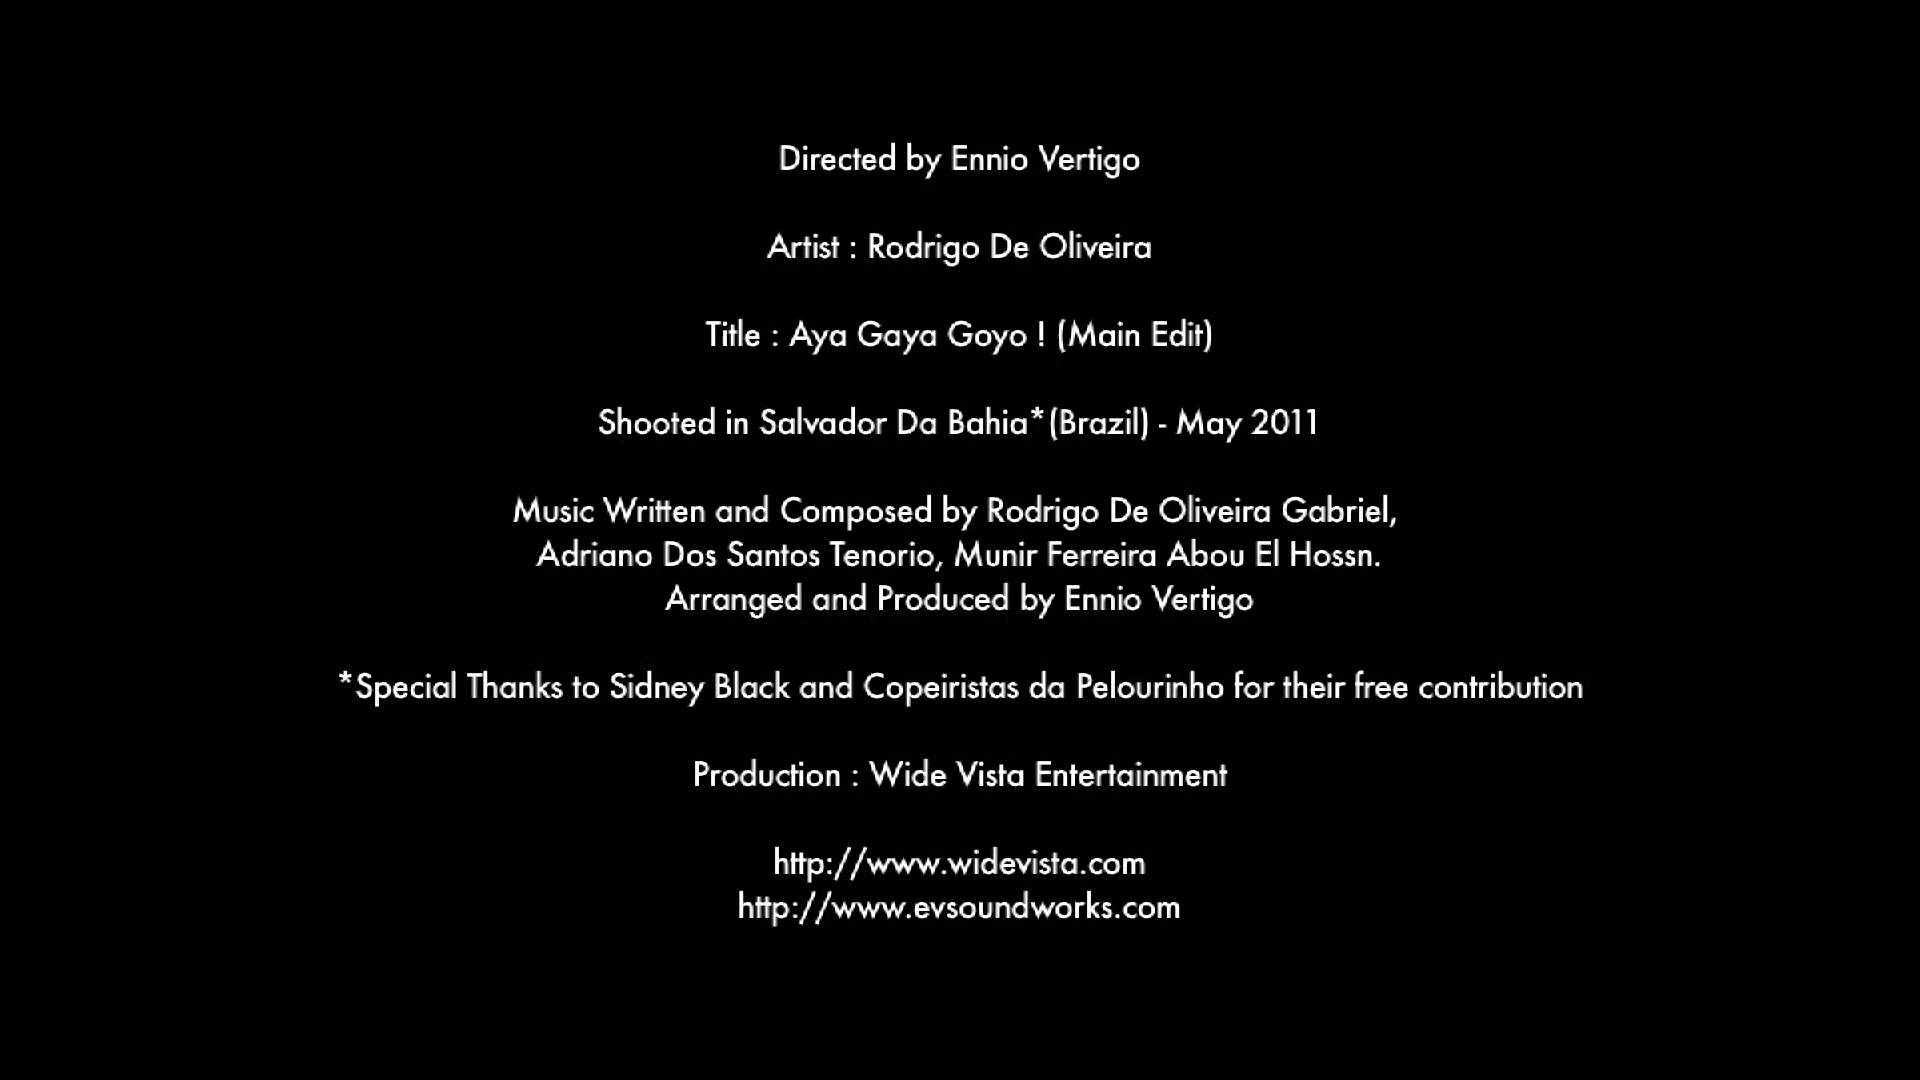 Directed by Ennio Vertigo
Artist : Rodrigo De Oliveira
Title : Aya Gaya Goyo ! (Main Edit)
Shooted in Salvador Da Bahia*(Brazil) - May 2011
Music Written and Composed by Rodrigo De Oliveira Gabriel,
Adriano Dos Santos Tenorio, Munir Ferreira Abou El Hossn.
Arranged and Produced by Ennio Vertigo
*Special Thanks to Sidney Black and Copeiristas da Pelourinho for their free contribution
Production : Wide Vista Entertainment
http://www.widevista.com
http://www.evsoundworks.com